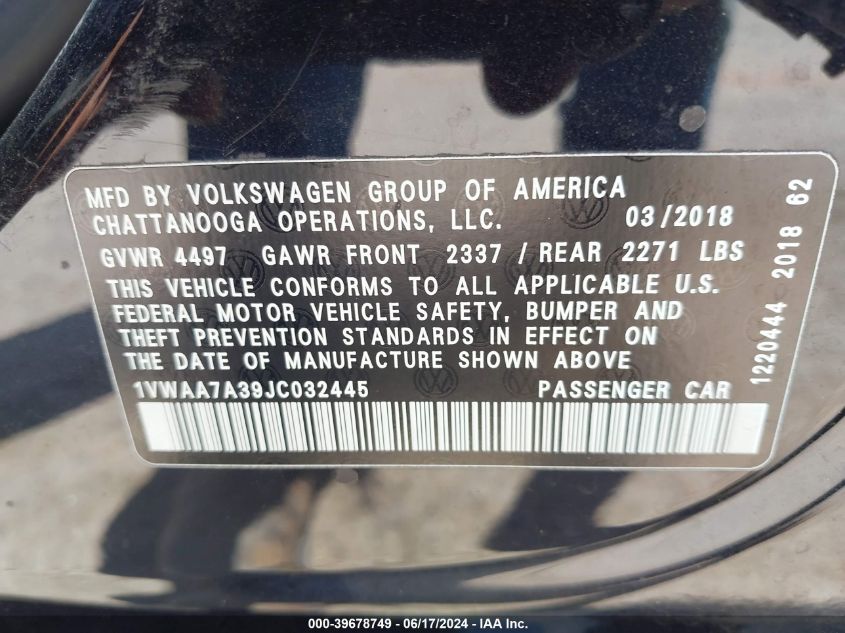 MFD BY VOLKSWAGEN GROUP OF AMERICA
CHATTANOOGA OPERATIONS, LLC. 03/2018
GVWR 4497 GAWR FRONT 2337 / REAR 2271 LBS
THIS VEHICLE CONFORMS TO ALL APPLICABLE U.S.
FEDERAL MOTOR VEHICLE SAFETY, BUMPER AND
THEFT PREVENTION STANDARDS IN EFFECT ON
THE DATE OF MANUFACTURE SHOWN ABOVE
1VWAA7A39JC032445 PASSENGER CAR
1220444 2018 62
000-39678749 - 06/17/2024 - IAA Inc.